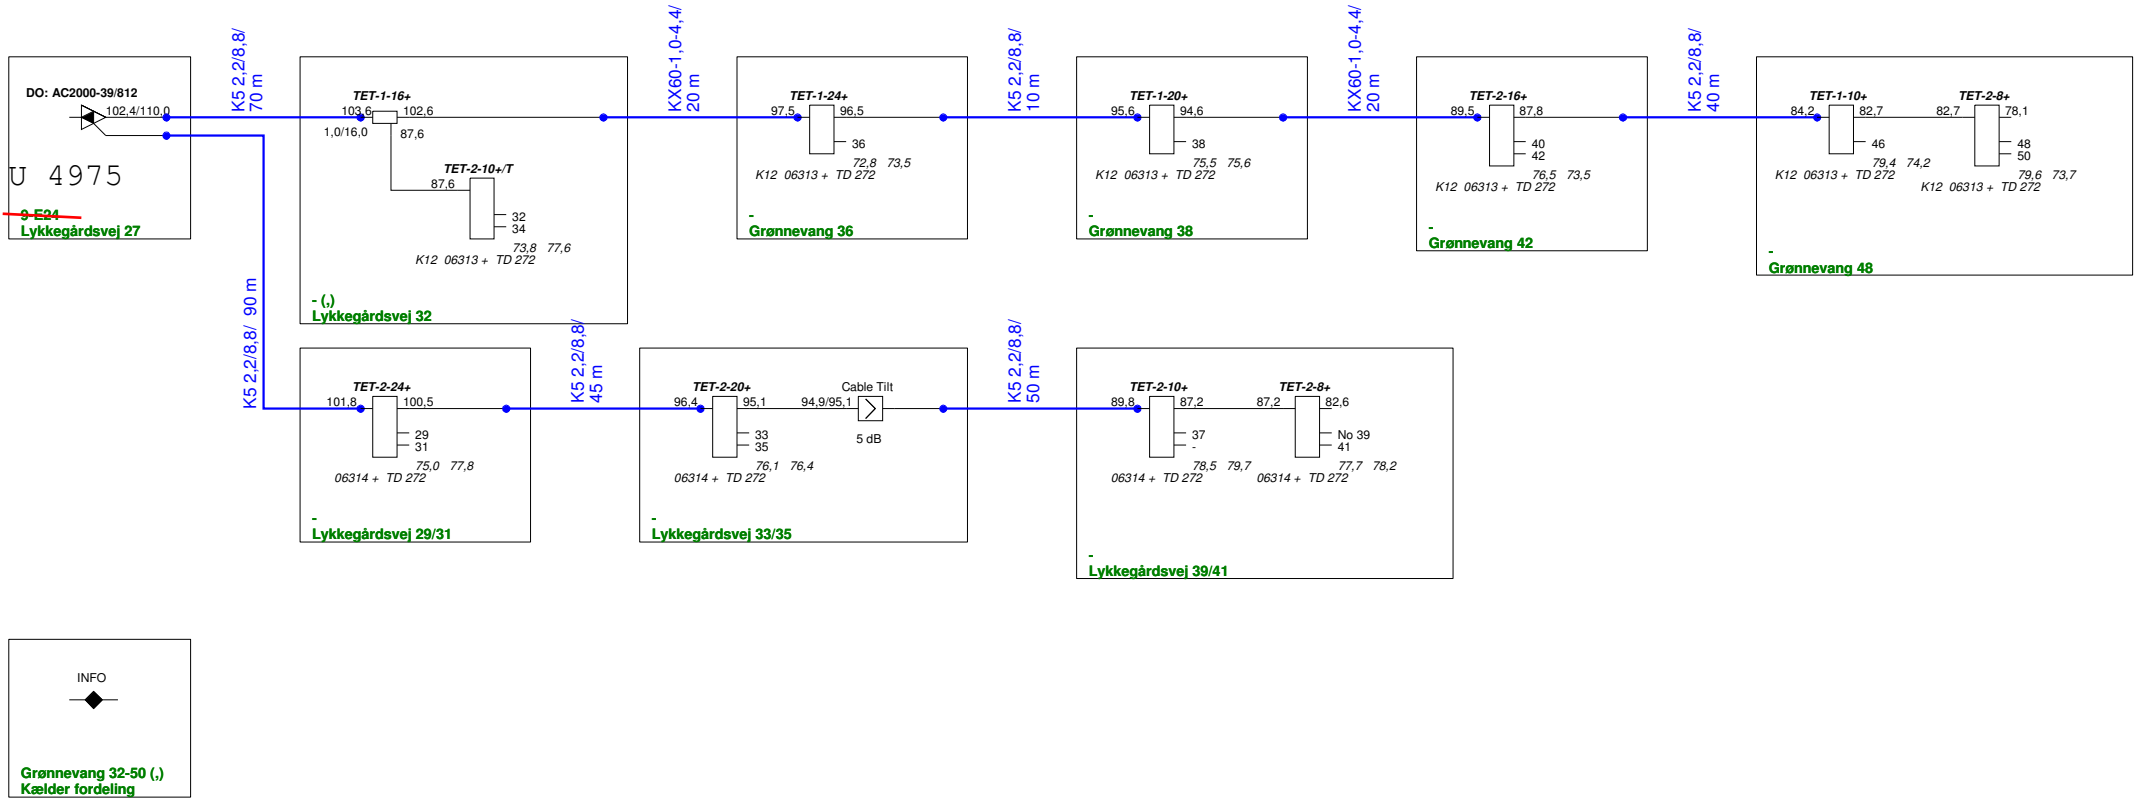 DO: AC2000-39/812
102,4/110,0
U 4975
9-E24
Lykkegårdsvej 27
K5 2,2/8,8/
70 m
TET-1-16+
103,6
102,6
1,0/16,0
87,6
TET-2-10+/T
87,6
32
34
73,8 77,6
K12 06313 + TD 272
- (,)
Lykkegårdsvej 32
KX60-1,0-4,4/
20 m
TET-1-24+
97,5
96,5
36
72,8 73,5
K12 06313 + TD 272
-
Grønnevang 36
K5 2,2/8,8/
10 m
TET-1-20+
95,6
94,6
38
75,5 75,6
K12 06313 + TD 272
-
Grønnevang 38
KX60-1,0-4,4/
20 m
TET-2-16+
89,5
87,8
40
42
76,5 73,5
K12 06313 + TD 272
-
Grønnevang 42
K5 2,2/8,8/
40 m
TET-1-10+
84,2
82,7
46
79,4 74,2
K12 06313 + TD 272
TET-2-8+
82,7
78,1
48
50
79,6 73,7
K12 06313 + TD 272
-
Grønnevang 48
K5 2,2/8,8/ 90 m
TET-2-24+
101,8
100,5
29
31
75,0 77,8
06314 + TD 272
-
Lykkegårdsvej 29/31
K5 2,2/8,8/
45 m
TET-2-20+
96,4
95,1
33
35
76,1 76,4
06314 + TD 272
Cable Tilt
94,9/95,1
5 dB
-
Lykkegårdsvej 33/35
K5 2,2/8,8/
50 m
TET-2-10+
89,8
87,2
37
-
78,5 79,7
06314 + TD 272
TET-2-8+
87,2
82,6
No 39
41
77,7 78,2
06314 + TD 272
-
Lykkegårdsvej 39/41
INFO
Grønnevang 32-50 (,)
Kælder fordeling